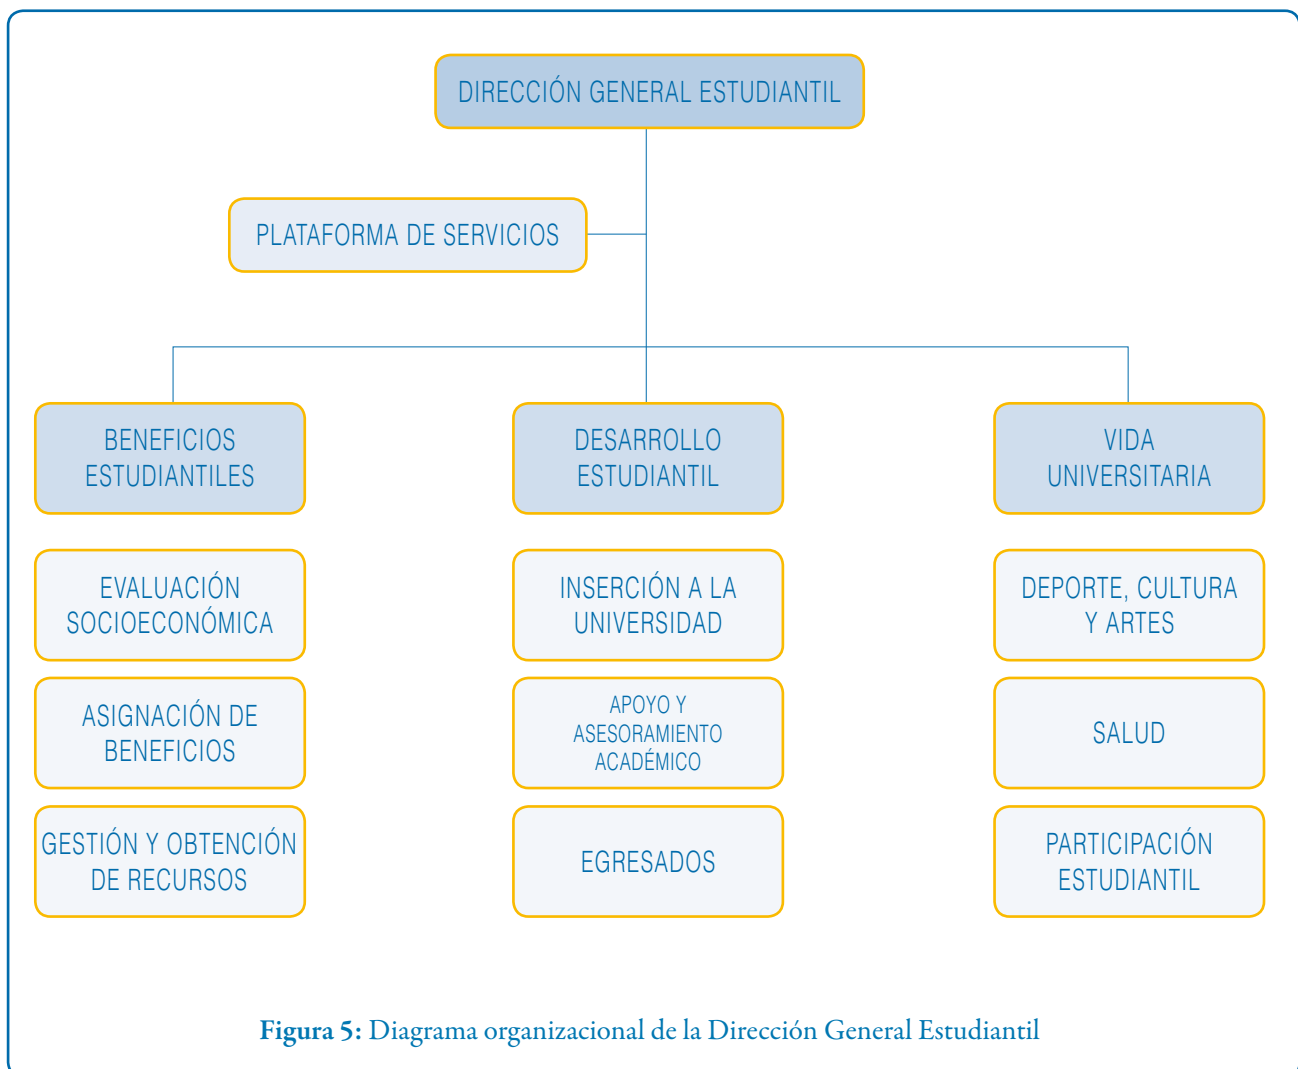 DIRECCIÓN GENERAL ESTUDIANTIL
PLATAFORMA DE SERVICIOS
BENEFICIOS
ESTUDIANTILES
DESARROLLO
ESTUDIANTIL
VIDA
UNIVERSITARIA
EVALUACIÓN
SOCIOECONÓMICA
INSERCIÓN A LA
UNIVERSIDAD
DEPORTE, CULTURA
Y ARTES
ASIGNACIÓN DE
BENEFICIOS
APOYO Y
ASESORAMIENTO
ACADÉMICO
SALUD
GESTIÓN Y OBTENCIÓN
DE RECURSOS
EGRESADOS
PARTICIPACIÓN
ESTUDIANTIL
Figura 5: Diagrama organizacional de la Dirección General Estudiantil